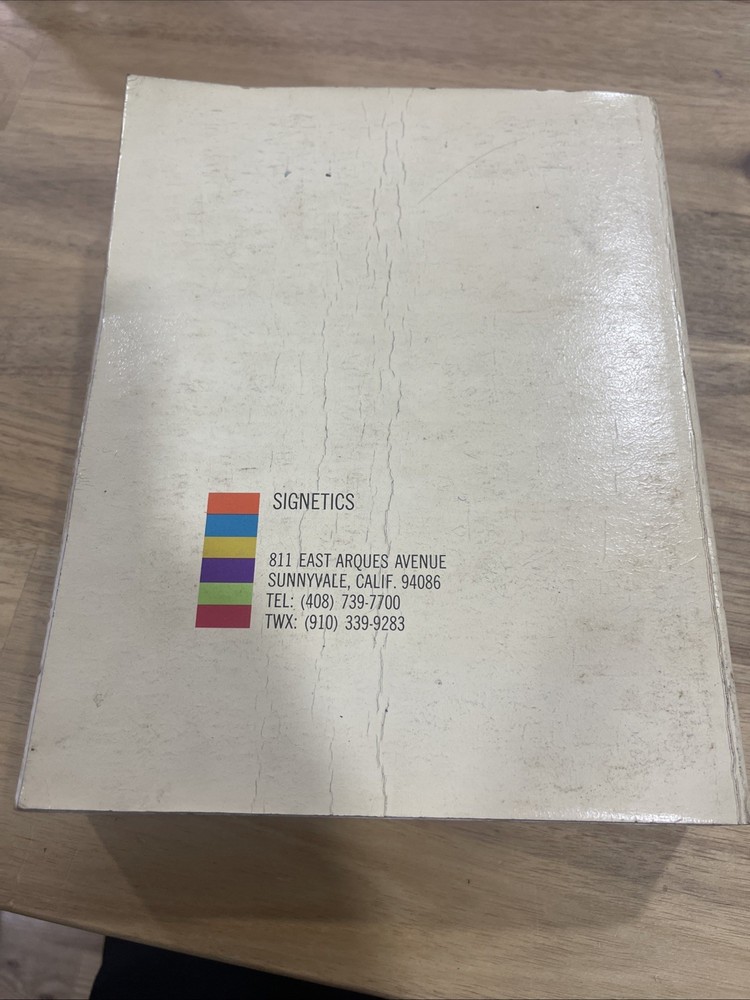 SIGNETICS
811 EAST ARQUES AVENUE
SUNNYVALE, CALIF. 94086
TEL: (408) 739-7700
TWX: (910) 339-9283